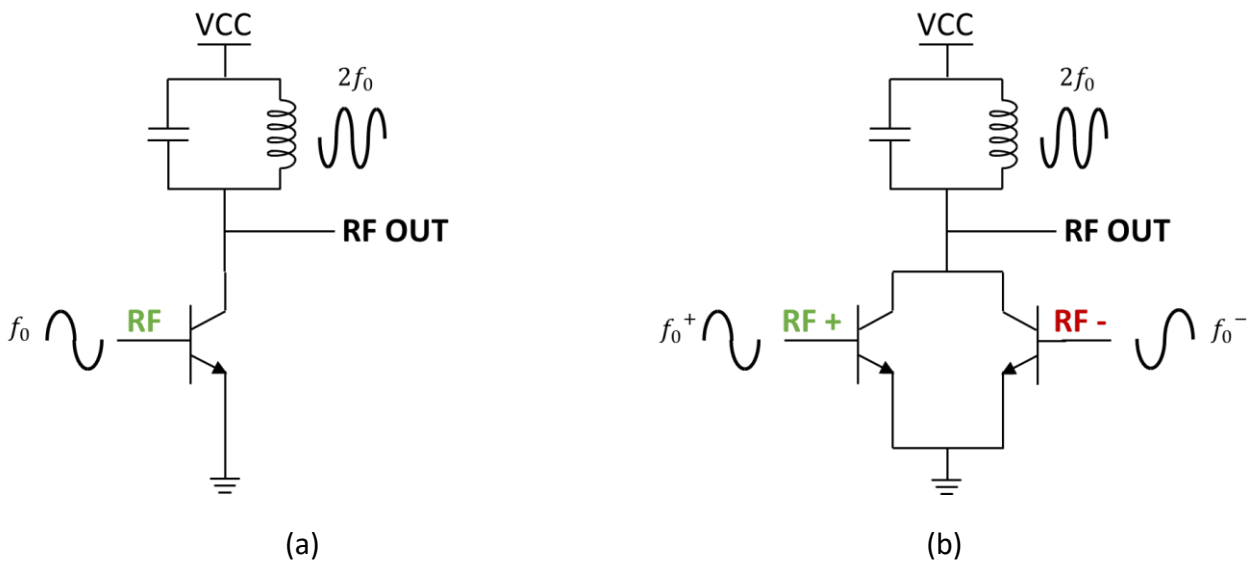 VCC
2f₀
RF OUT
f₀
RF
(a)
VCC
2f₀
RF OUT
f₀⁺
RF +
RF -
f₀⁻
(b)